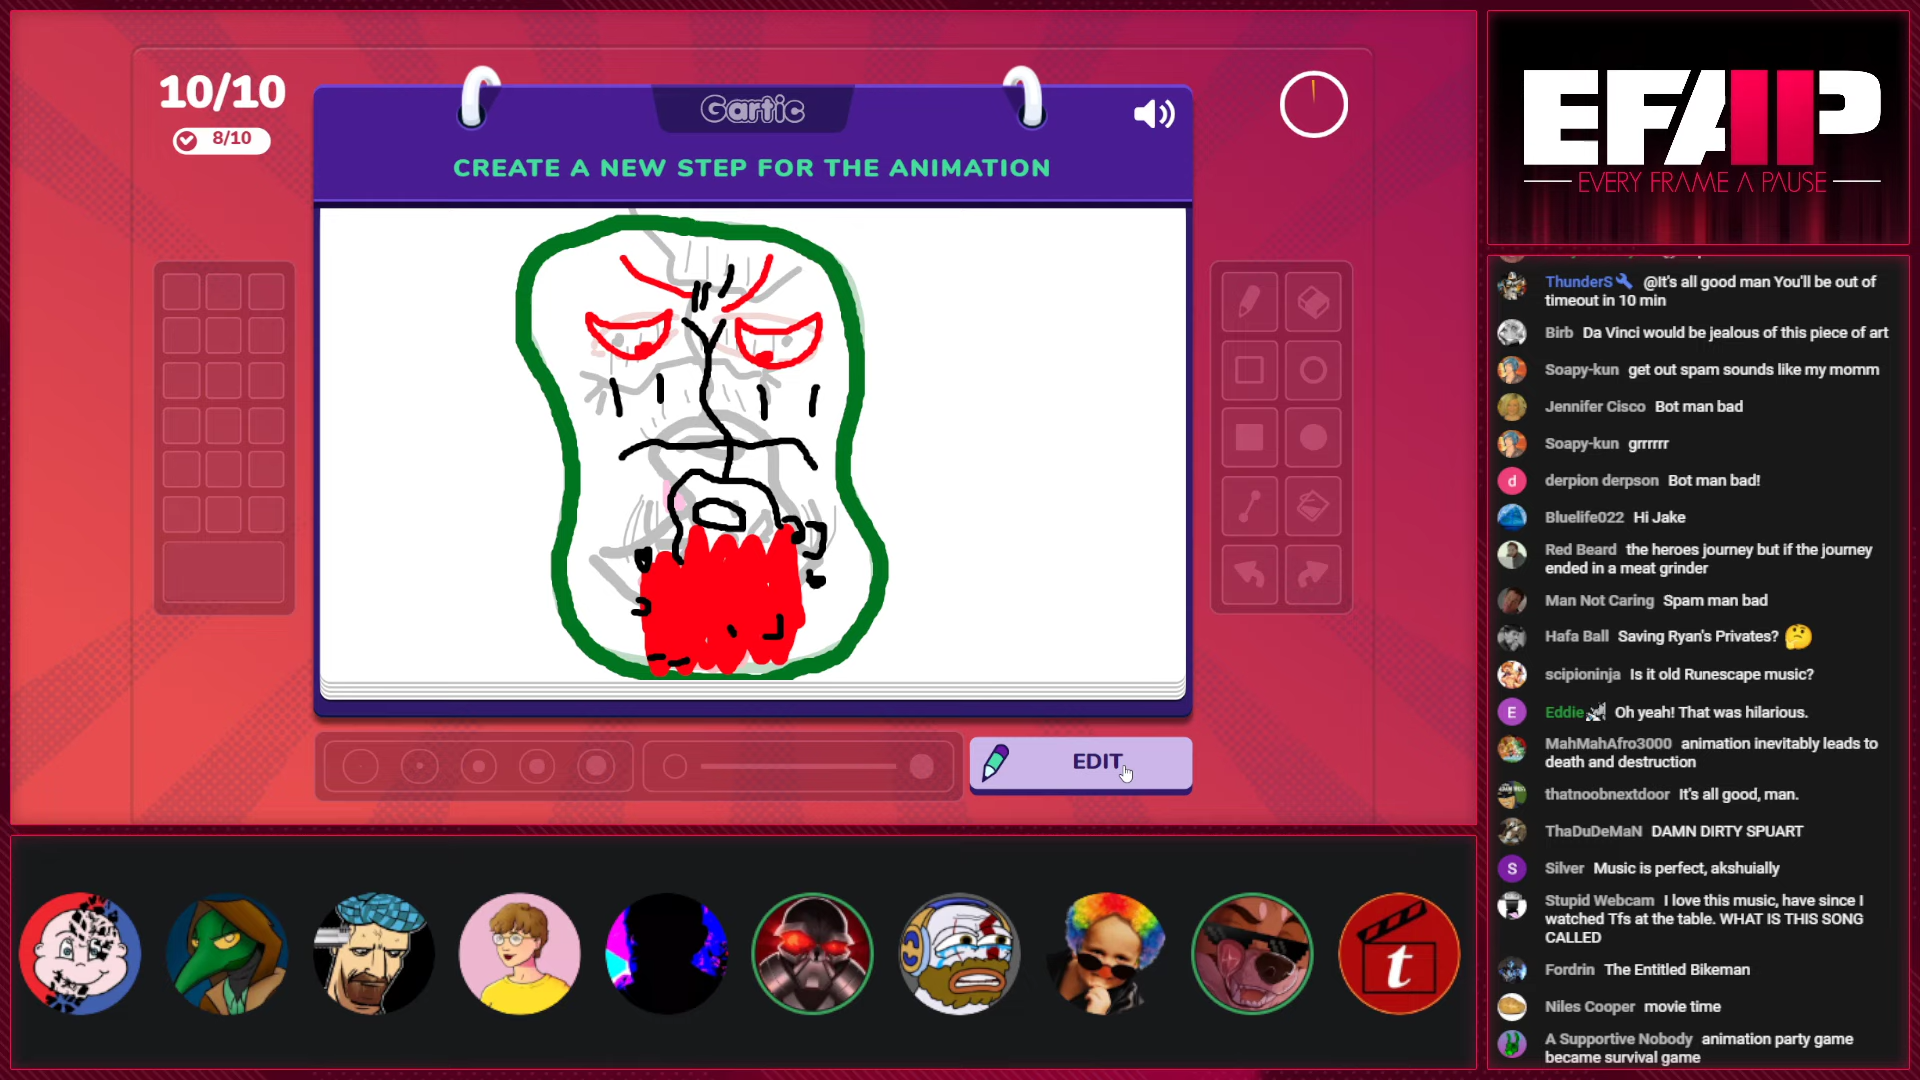 10/10
8/10
Gartic
CREATE A NEW STEP FOR THE ANIMATION
EDIT
t
EFAP
EVERY FRAME A PAUSE
ThunderS @It's all good man You'll be out of
timeout in 10 min
Birb Da Vinci would be jealous of this piece of art
Soapy-kun get out spam sounds like my momm
Jennifer Cisco Bot man bad
Soapy-kun grrrrrr
d derpion derpson Bot man bad!
Bluelife022 Hi Jake
Red Beard the heroes journey but if the journey
ended in a meat grinder
Man Not Caring Spam man bad
Hafa Ball Saving Ryan's Privates? 🤔
scipioninja Is it old Runescape music?
E Eddie Oh yeah! That was hilarious.
MahMahAfro3000 animation inevitably leads to
death and destruction
thatnoobnextdoor It's all good, man.
ThaDuDeMaN DAMN DIRTY SPUART
S Silver Music is perfect, akshuially
Stupid Webcam I love this music, have since I
watched Tfs at the table. WHAT IS THIS SONG
CALLED
Fordrin The Entitled Bikeman
Niles Cooper movie time
A Supportive Nobody animation party game
became survival game